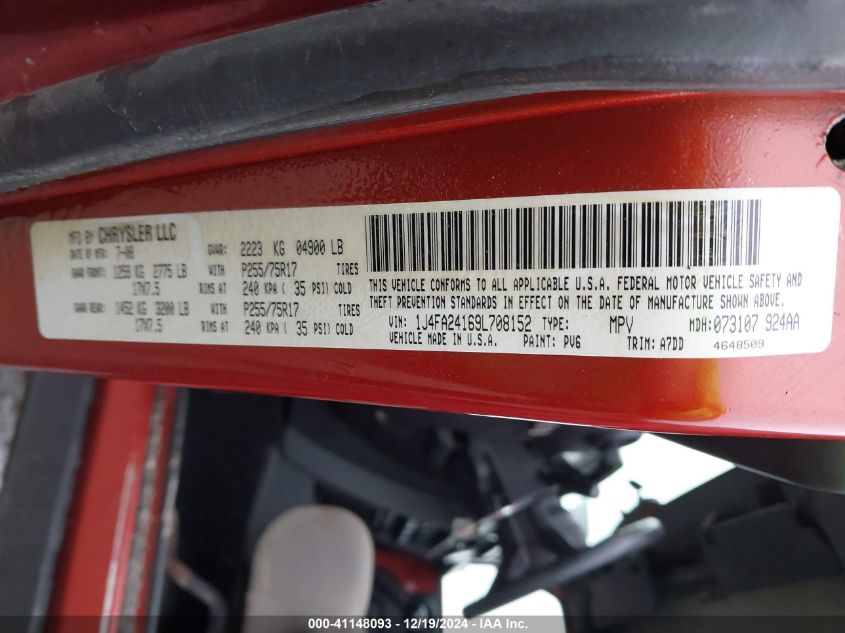 MFD BY CHRYSLER LLC
DATE OF MFR: 7-08
GVWR: 2223 KG 04900 LB
GAWR FRONT: 1259 KG 2775 LB WITH P255/75R17 TIRES
17X7.5 RIMS AT 240 KPA ( 35 PSI) COLD
GAWR REAR: 1452 KG 3200 LB WITH P255/75R17 TIRES
17X7.5 RIMS AT 240 KPA ( 35 PSI) COLD
THIS VEHICLE CONFORMS TO ALL APPLICABLE U.S.A. FEDERAL MOTOR VEHICLE SAFETY AND
THEFT PREVENTION STANDARDS IN EFFECT ON THE DATE OF MANUFACTURE SHOWN ABOVE.
VIN: 1J4FA24169L708152 TYPE: MPV MDH: 073107 924AA
VEHICLE MADE IN U.S.A. PAINT: PV6 TRIM: A7DD 4648509
000-41148093 - 12/19/2024 - IAA Inc.